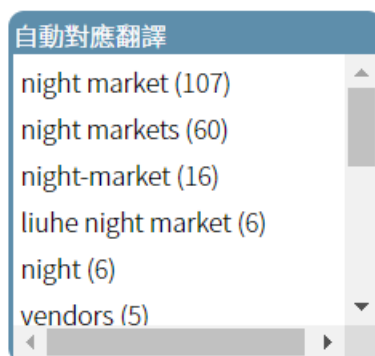 自動對應翻譯
night market (107)
night markets (60)
night-market (16)
liuhe night market (6)
night (6)
vendors (5)